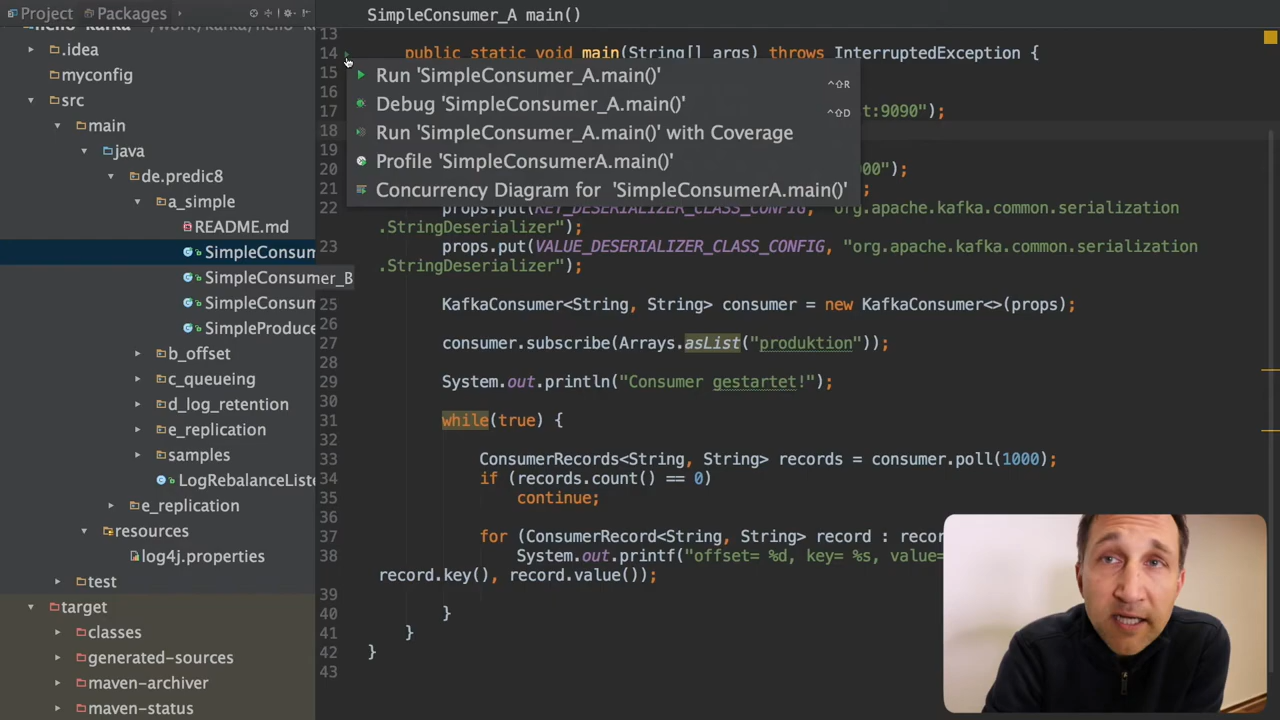 Project
Packages
SimpleConsumer_A main()
.idea
myconfig
src
main
java
de.predic8
a_simple
README.md
SimpleConsum
SimpleConsumer_B
SimpleConsum
SimpleProduce
b_offset
c_queueing
d_log_retention
e_replication
samples
LogRebalanceListe
e_replication
resources
log4j.properties
test
target
classes
generated-sources
maven-archiver
maven-status
13
14 public static void main(String[] args) throws InterruptedException {
Run 'SimpleConsumer_A.main()' ^⇧R
Debug 'SimpleConsumer_A.main()' ^⇧D
Run 'SimpleConsumer_A.main()' with Coverage
Profile 'SimpleConsumerA.main()'
Concurrency Diagram for 'SimpleConsumerA.main()'
15
16
17 t:9090");
18
19
20 00");
21 ;
22 props.put(KEY_DESERIALIZER_CLASS_CONFIG, "org.apache.kafka.common.serialization
.StringDeserializer");
23 props.put(VALUE_DESERIALIZER_CLASS_CONFIG, "org.apache.kafka.common.serialization
.StringDeserializer");
25 KafkaConsumer<String, String> consumer = new KafkaConsumer<>(props);
26
27 consumer.subscribe(Arrays.asList("produktion"));
28
29 System.out.println("Consumer gestartet!");
30
31 while(true) {
32
33 ConsumerRecords<String, String> records = consumer.poll(1000);
34 if (records.count() == 0)
35 continue;
36
37 for (ConsumerRecord<String, String> record : reco
38 System.out.printf("offset= %d, key= %s, value=
record.key(), record.value());
39
40 }
41 }
42 }
43